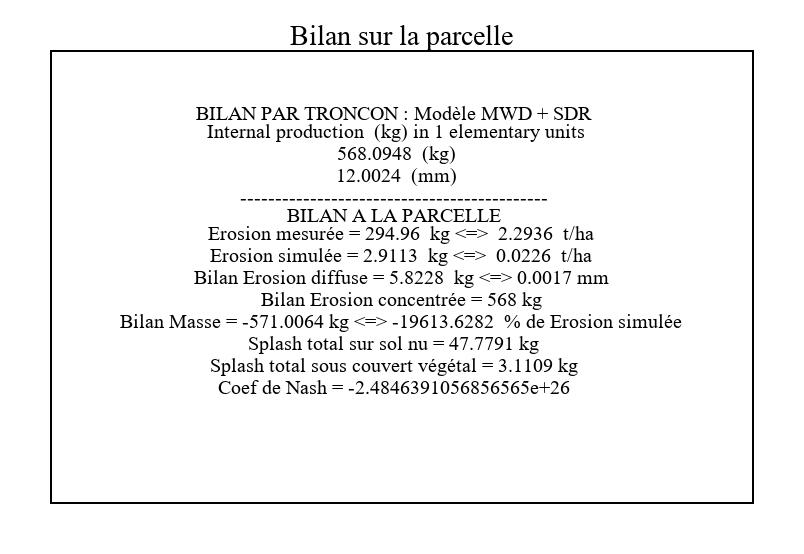 Bilan sur la parcelle
BILAN PAR TRONCON : Modèle MWD + SDR
Internal production  (kg) in 1 elementary units
568.0948  (kg)
12.0024  (mm)
--------------------------------------------
BILAN A LA PARCELLE
Erosion mesurée = 294.96  kg <=>  2.2936  t/ha
Erosion simulée = 2.9113  kg <=>  0.0226  t/ha
Bilan Erosion diffuse = 5.8228  kg <=> 0.0017 mm
Bilan Erosion concentrée = 568 kg
Bilan Masse = -571.0064 kg <=> -19613.6282  % de Erosion simulée
Splash total sur sol nu = 47.7791 kg
Splash total sous couvert végétal = 3.1109 kg
Coef de Nash = -2.4846391056856565e+26